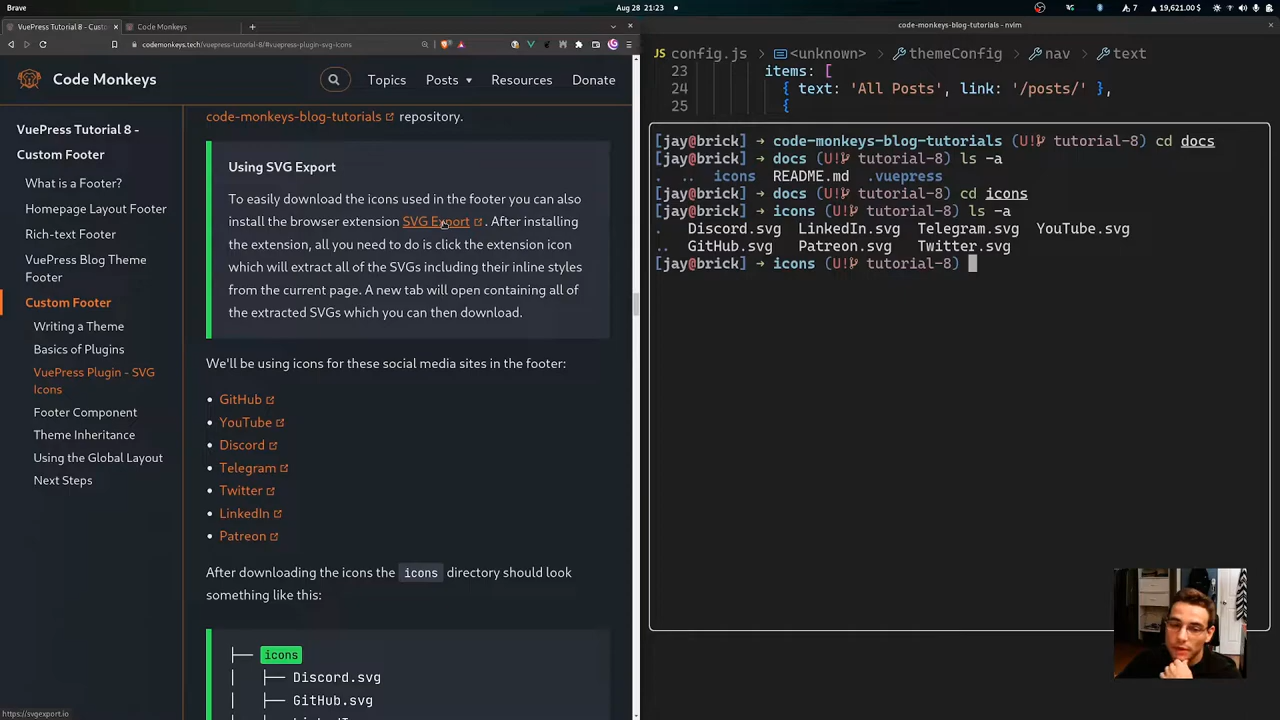 Brave
Aug 28 21:23
7
19,621.00
VuePress Tutorial 8 - Custo
Code Monkeys
codemonkeys.tech/vuepress-tutorial-8/#vuepress-plugin-svg-icons
Code Monkeys
Topics
Posts
Resources
Donate
VuePress Tutorial 8 -
Custom Footer
What is a Footer?
Homepage Layout Footer
Rich-text Footer
VuePress Blog Theme
Footer
Custom Footer
Writing a Theme
Basics of Plugins
VuePress Plugin - SVG
Icons
Footer Component
Theme Inheritance
Using the Global Layout
Next Steps
code-monkeys-blog-tutorials repository.
Using SVG Export
To easily download the icons used in the footer you can also
install the browser extension SVG Export . After installing
the extension, all you need to do is click the extension icon
which will extract all of the SVGs including their inline styles
from the current page. A new tab will open containing all of
the extracted SVGs which you can then download.
We'll be using icons for these social media sites in the footer:
• GitHub
• YouTube
• Discord
• Telegram
• Twitter
• LinkedIn
• Patreon
After downloading the icons the icons directory should look
something like this:
├── icons
│ ├── Discord.svg
│ ├── GitHub.svg
https://svgexport.io
code-monkeys-blog-tutorials - nvim
JS config.js > <unknown> > themeConfig > nav > text
23 items: [
24 { text: 'All Posts', link: '/posts/' },
25 {
[jay@brick] → code-monkeys-blog-tutorials (U! tutorial-8) cd docs
[jay@brick] → docs (U! tutorial-8) ls -a
. .. icons README.md .vuepress
[jay@brick] → docs (U! tutorial-8) cd icons
[jay@brick] → icons (U! tutorial-8) ls -a
. Discord.svg LinkedIn.svg Telegram.svg YouTube.svg
.. GitHub.svg Patreon.svg Twitter.svg
[jay@brick] → icons (U! tutorial-8)